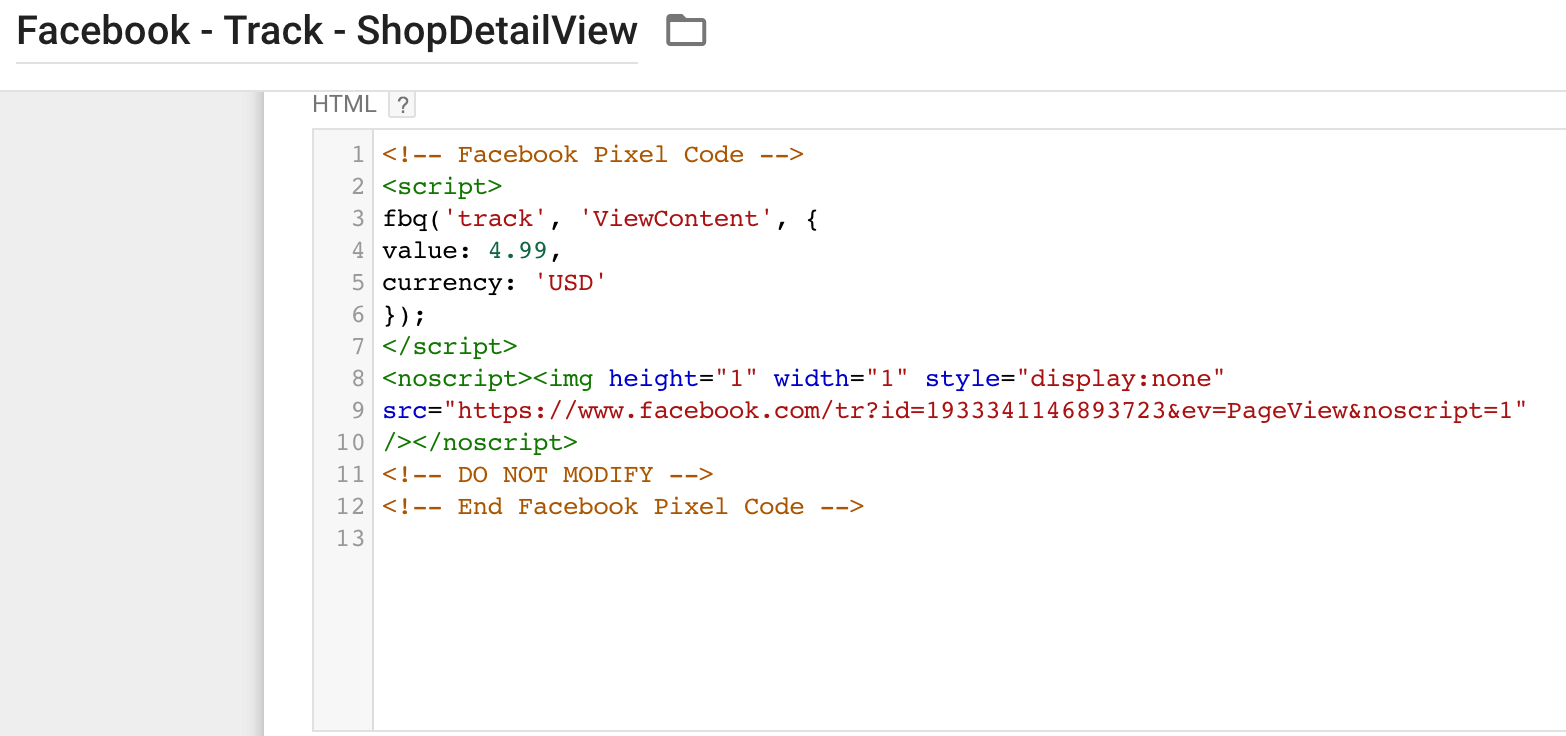 Facebook - Track - ShopDetailView
HTML ?
1 <!-- Facebook Pixel Code -->
2 <script>
3 fbq('track', 'ViewContent', {
4 value: 4.99,
5 currency: 'USD'
6 });
7 </script>
8 <noscript><img height="1" width="1" style="display:none"
9 src="https://www.facebook.com/tr?id=1933341146893723&ev=PageView&noscript=1"
10 /></noscript>
11 <!-- DO NOT MODIFY -->
12 <!-- End Facebook Pixel Code -->
13